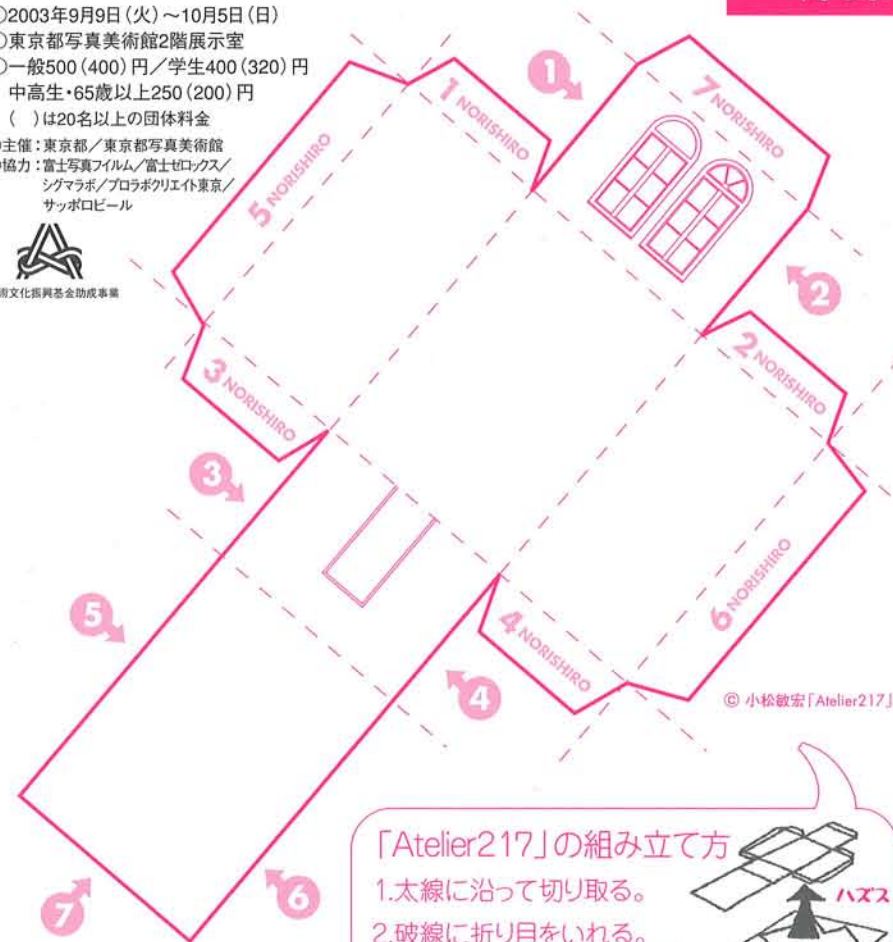 2003年9月9日(火)〜10月5日(日)
東京都写真美術館2階展示室
一般500(400)円/学生400(320)円
中高生・65歳以上250(200)円
( )は20名以上の団体料金
主催:東京都/東京都写真美術館
協力:富士写真フイルム/富士ゼロックス/
シグマラボ/プロラボクリエイト東京/
サッポロビール
術文化振興基金助成事業
1
1 NORISHIRO
7 NORISHIRO
5 NORISHIRO
2
2 NORISHIRO
3 NORISHIRO
3
6 NORISHIRO
5
4 NORISHIRO
4
© 小松敏宏「Atelier217」
「Atelier217」の組み立て方
1.太線に沿って切り取る。
ハズス
2.破線に折り目をいれる。
6
7